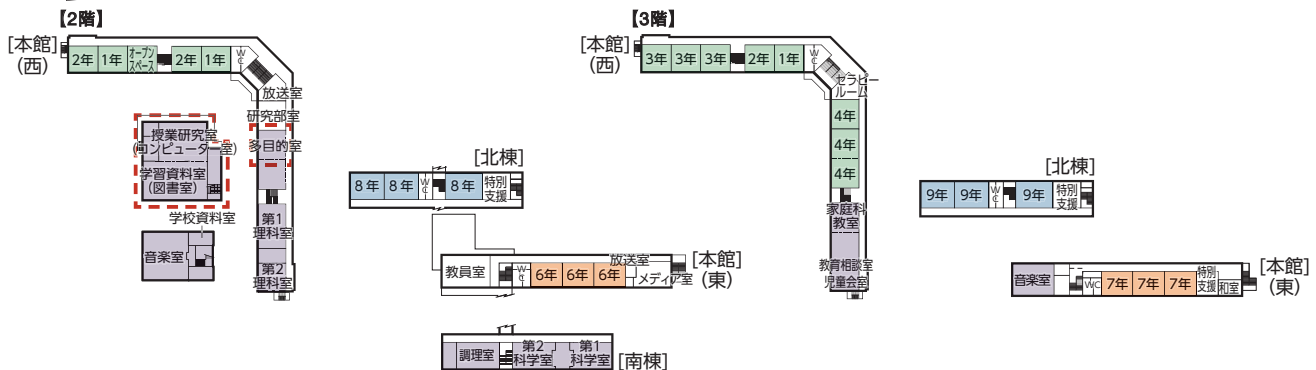 【2階】
[本館]
(西)
2年
1年
オープン
スペース
2年
1年
WC
放送室
研究部室
多目的室
授業研究室
(コンピューター室)
学習資料室
(図書室)
学校資料室
音楽室
第1
理科室
第2
理科室
[北棟]
8年
8年
WC
8年
特別
支援
教員室
WC
6年
6年
6年
放送室
メディア室
[本館]
(東)
調理室
第2
科学室
第1
科学室
[南棟]
【3階】
[本館]
(西)
3年
3年
3年
2年
1年
WC
セラピー
ルーム
4年
4年
4年
家庭科
教室
教育相談室
児童会室
[北棟]
9年
9年
WC
9年
特別
支援
音楽室
WC
7年
7年
7年
特別
支援
和室
[本館]
(東)